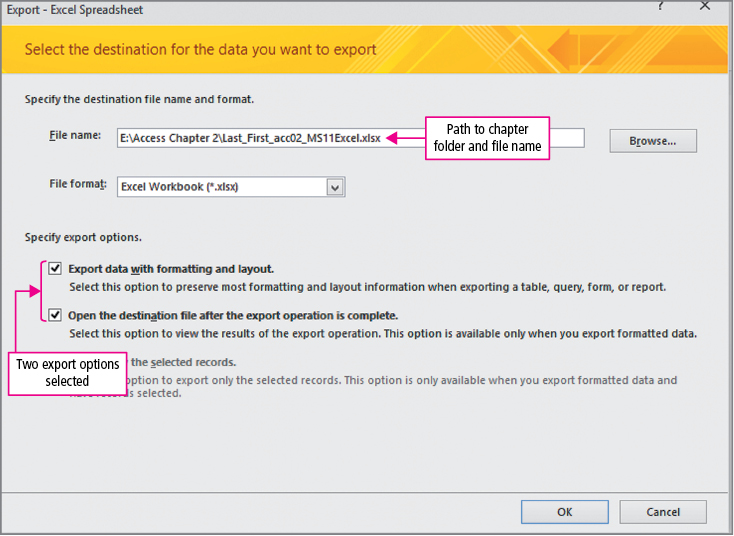 Export - Excel Spreadsheet
?
Select the destination for the data you want to export
Specify the destination file name and format.
File name:
E:\Access Chapter 2\Last_First_acc02_MS11Excel.xlsx
Path to chapter
folder and file name
Browse...
File format:
Excel Workbook (*.xlsx)
Specify export options.
Export data with formatting and layout.
Select this option to preserve most formatting and layout information when exporting a table, query, form, or report.
Open the destination file after the export operation is complete.
Select this option to view the results of the export operation. This option is available only when you export formatted data.
Two export options
selected
the selected records.
option to export only the selected records. This option is only available when you export formatted data and
records selected.
OK
Cancel